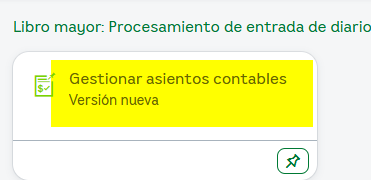 Libro mayor: Procesamiento de entrada de diario
Gestionar asientos contables
Versión nueva